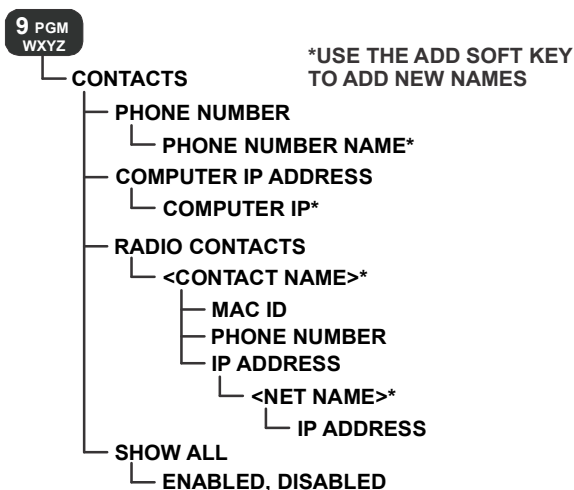 9 PGM
WXYZ
*USE THE ADD SOFT KEY
TO ADD NEW NAMES
CONTACTS
PHONE NUMBER
PHONE NUMBER NAME*
COMPUTER IP ADDRESS
COMPUTER IP*
RADIO CONTACTS
<CONTACT NAME>*
MAC ID
PHONE NUMBER
IP ADDRESS
<NET NAME>*
IP ADDRESS
SHOW ALL
ENABLED, DISABLED